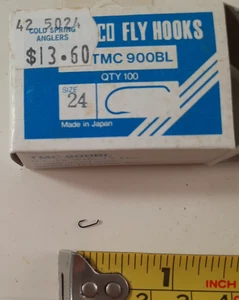 42 5024
COLD SPRING
ANGLERS
$13.60
CO FLY HOOKS
TMC 900BL
QTY 100
SIZE
24
Made in Japan
1
INCH